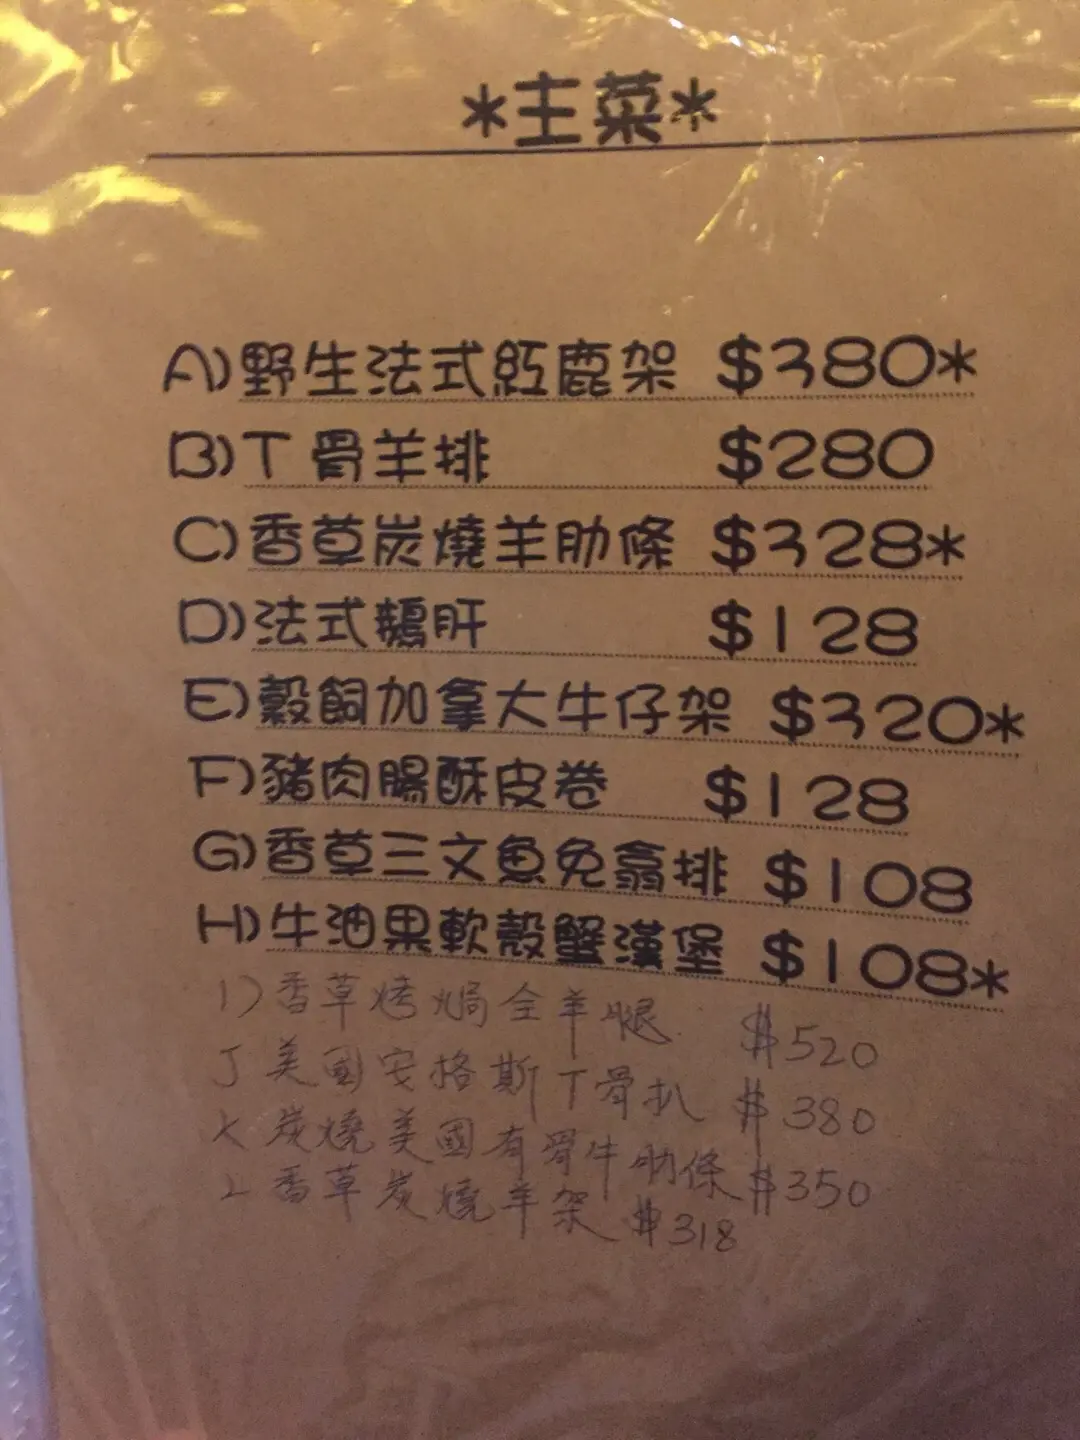 *主菜*
A)野生法式紅鹿架 $380*
B)T 骨羊排 $280
C)香草炭燒羊肋條 $328*
D)法式鵝肝 $128
E)穀飼加拿大牛仔架 $320*
F)豬肉腸酥皮卷 $128
G)香草三文魚免翁排 $108
H)牛油果軟殼蟹漢堡 $108*
I)香草烤焗全羊腿 $520
J 美國安格斯T骨扒 $380
K 炭燒美國有骨牛肋條 $350
L 香草炭燒羊架 $318